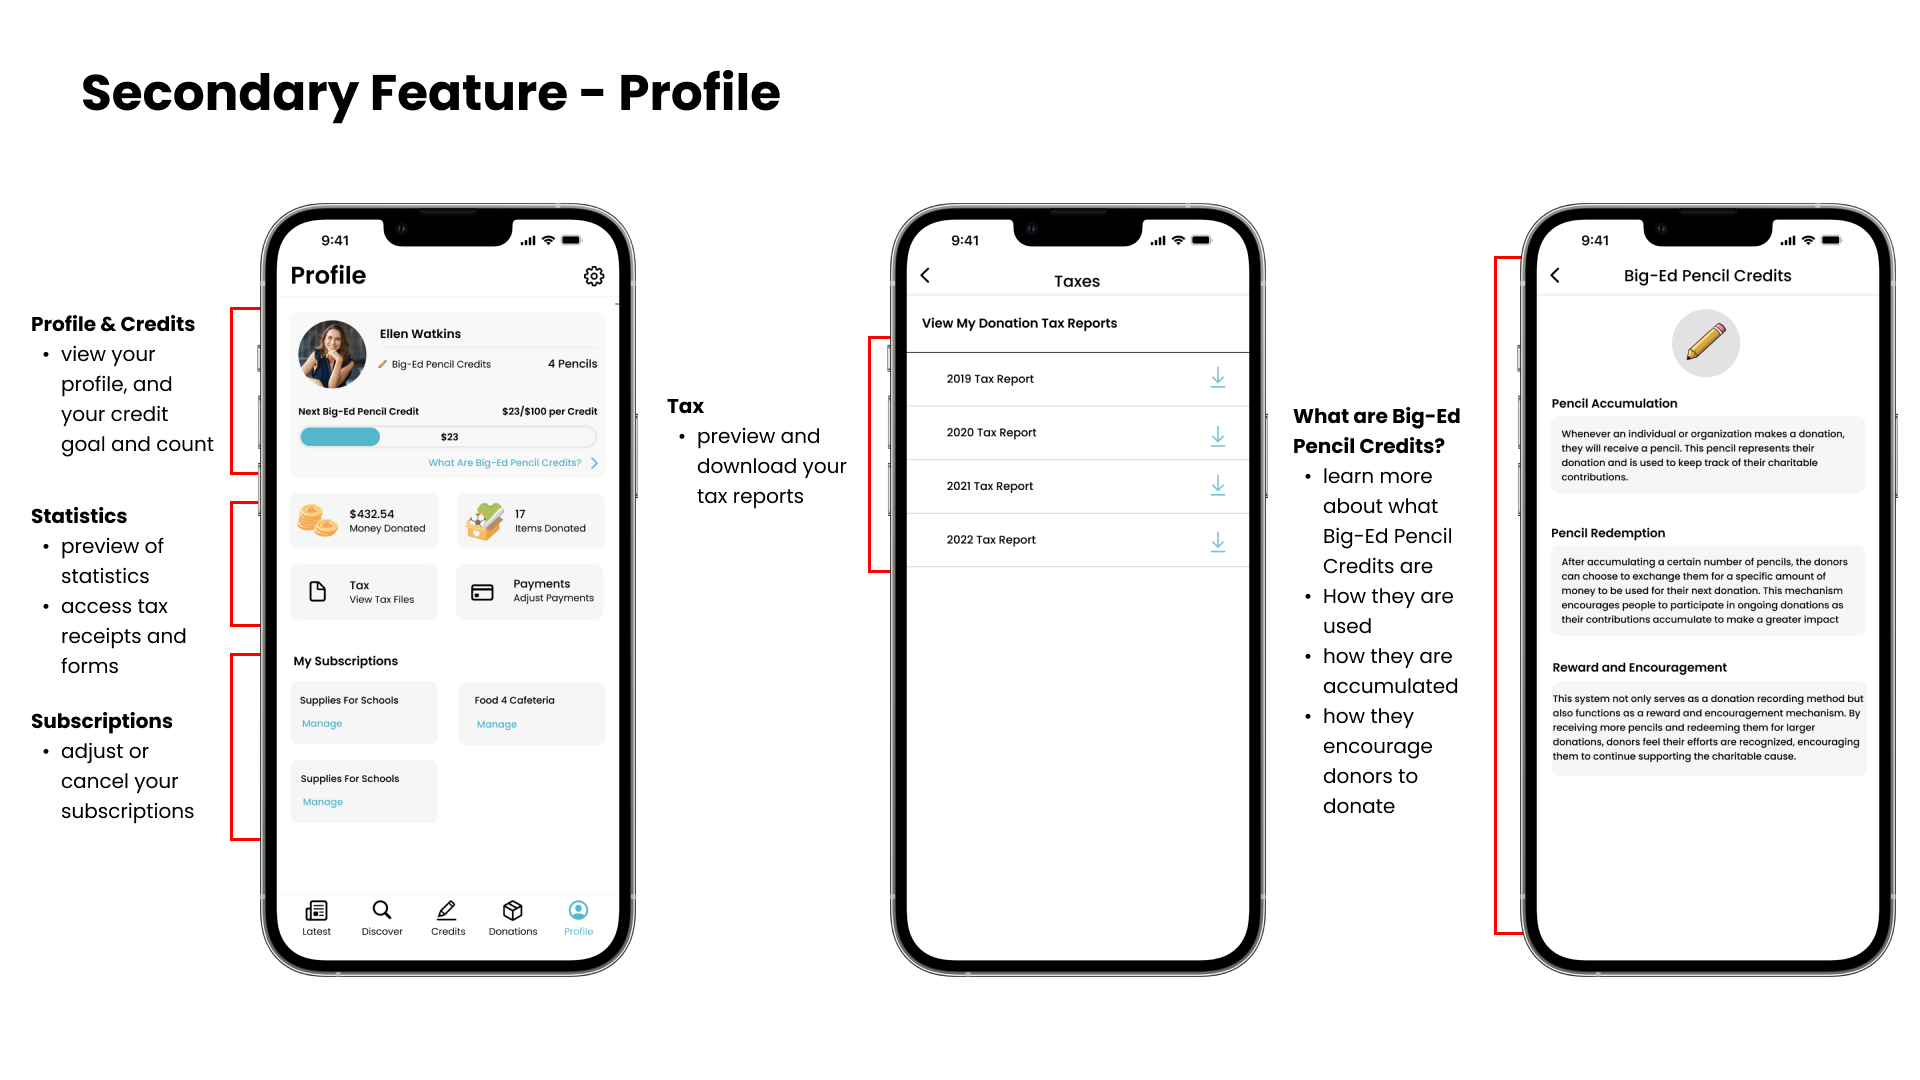 Secondary Feature - Profile
Profile & Credits
• view your
profile, and
your credit
goal and count
Statistics
• preview of
statistics
• access tax
receipts and
forms
Subscriptions
• adjust or
cancel your
subscriptions
9:41
Profile
Ellen Watkins
Big-Ed Pencil Credits 4 Pencils
Next Big-Ed Pencil Credit $23/$100 per Credit
$23
What Are Big-Ed Pencil Credits?
$432.54
Money Donated
17
Items Donated
Tax
View Tax Files
Payments
Adjust Payments
My Subscriptions
Supplies For Schools
Manage
Food 4 Cafeteria
Manage
Supplies For Schools
Manage
Latest Discover Credits Donations Profile
Tax
• preview and
download your
tax reports
9:41
Taxes
View My Donation Tax Reports
2019 Tax Report
2020 Tax Report
2021 Tax Report
2022 Tax Report
What are Big-Ed
Pencil Credits?
• learn more
about what
Big-Ed Pencil
Credits are
• How they are
used
• how they are
accumulated
• how they
encourage
donors to
donate
9:41
Big-Ed Pencil Credits
Pencil Accumulation
Whenever an individual or organization makes a donation,
they will receive a pencil. This pencil represents their
donation and is used to keep track of their charitable
contributions.
Pencil Redemption
After accumulating a certain number of pencils, the donors
can choose to exchange them for a specific amount of
money to be used for their next donation. This mechanism
encourages people to participate in ongoing donations as
their contributions accumulate to make a greater impact
Reward and Encouragement
This system not only serves as a donation recording method but
also functions as a reward and encouragement mechanism. By
receiving more pencils and redeeming them for larger
donations, donors feel their efforts are recognized, encouraging
them to continue supporting the charitable cause.